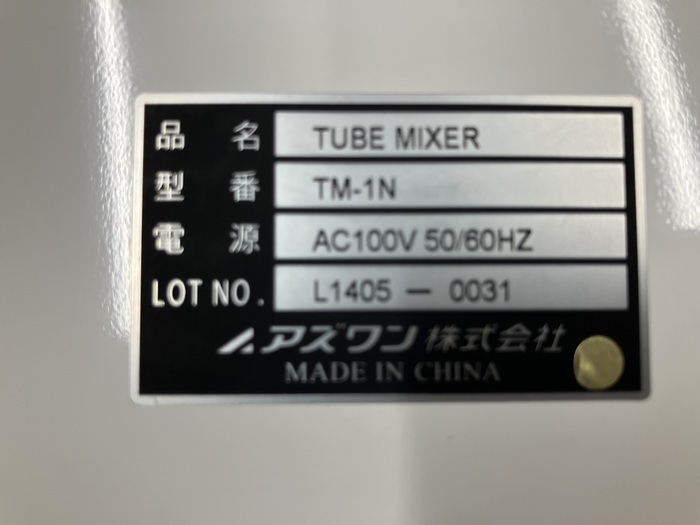 品 名 TUBE MIXER
型 番 TM-1N
電 源 AC100V 50/60HZ
LOT NO. L1405 - 0031
アズワン 株式会社
MADE IN CHINA